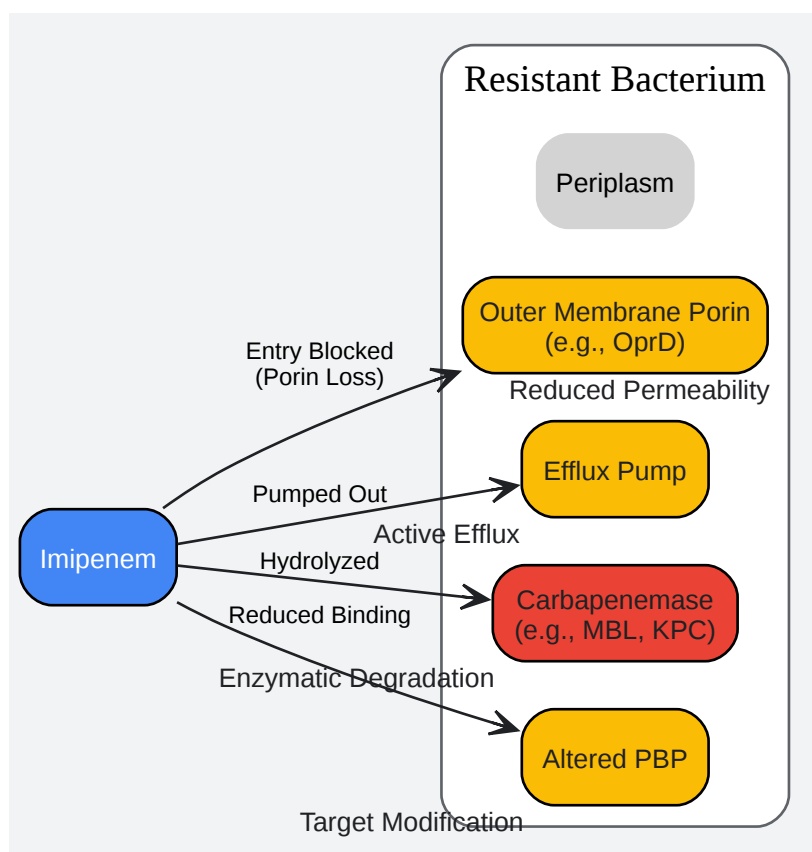 Resistant Bacterium
Periplasm
Outer Membrane Porin
(e.g., OprD)
Entry Blocked
(Porin Loss)
Reduced Permeability
Efflux Pump
Pumped Out
Active Efflux
Imipenem
Hydrolyzed
Carbapenemase
(e.g., MBL, KPC)
Reduced Binding
Enzymatic Degradation
Altered PBP
Target Modification